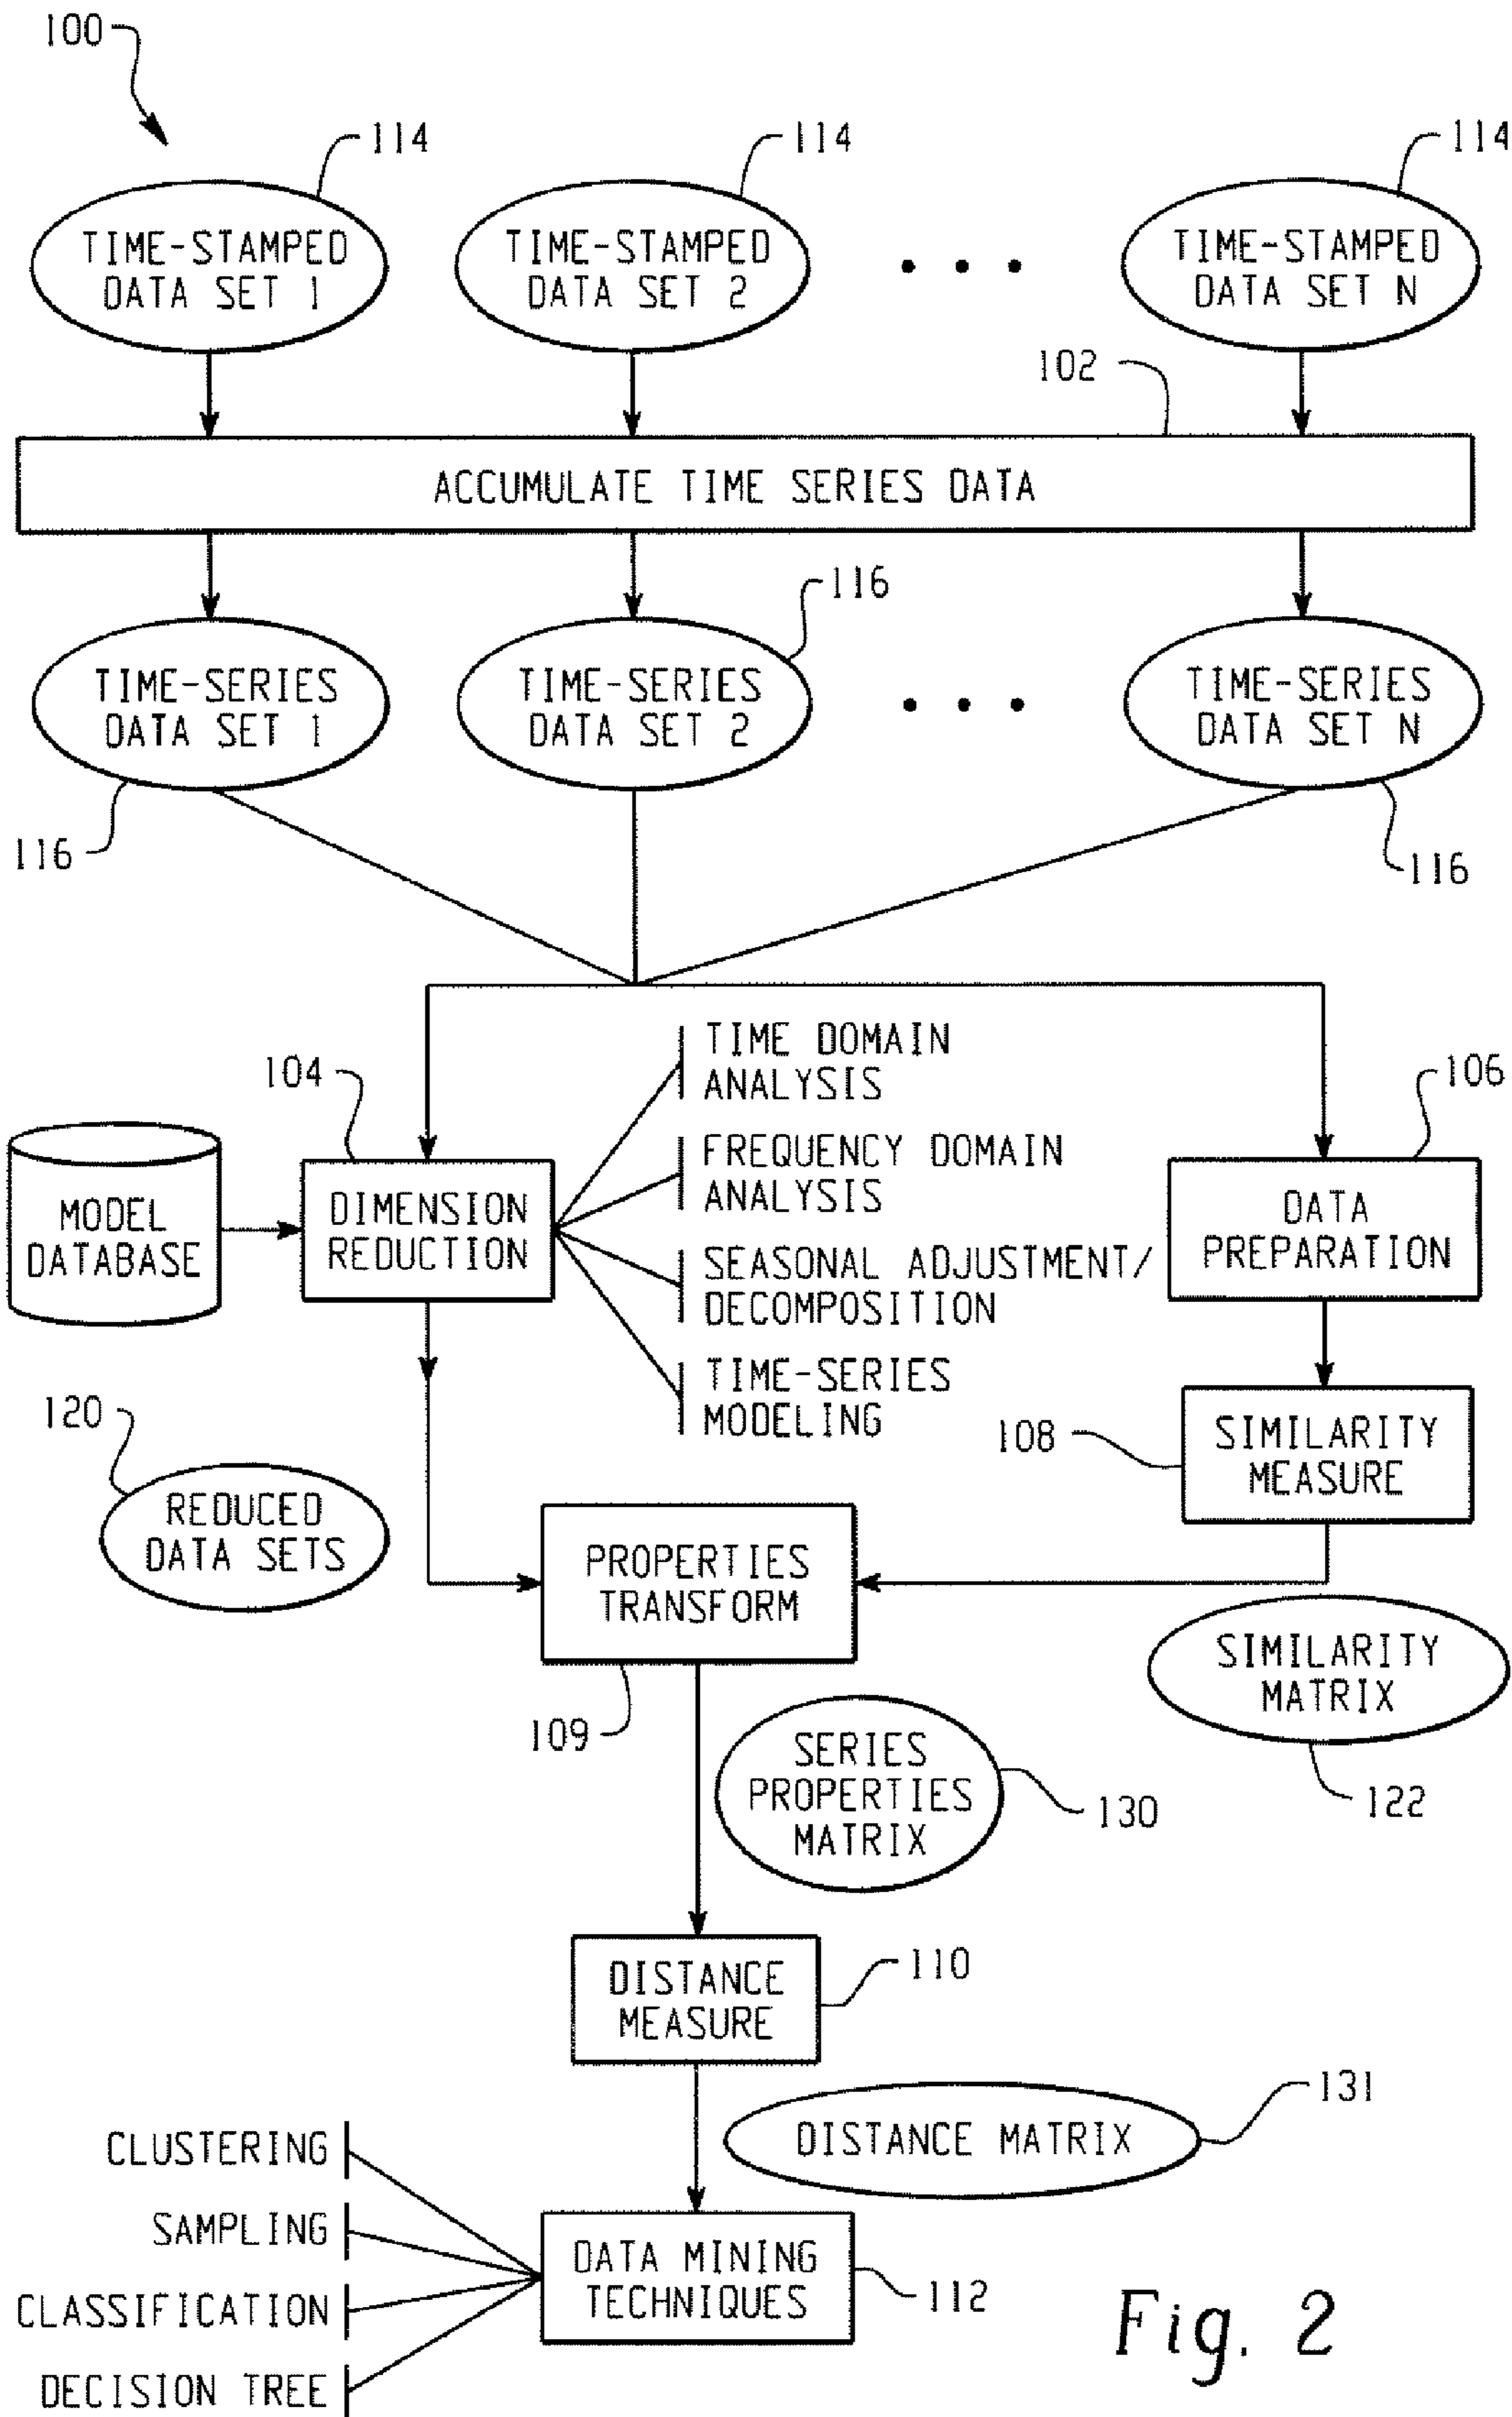 100
114
114
114
TIME-STAMPED
DATA SET 1
TIME-STAMPED
DATA SET 2
TIME-STAMPED
DATA SET N
102
ACCUMULATE TIME SERIES DATA
116
TIME-SERIES
DATA SET 1
TIME-SERIES
DATA SET 2
TIME-SERIES
DATA SET N
116
116
TIME DOMAIN
ANALYSIS
104
106
FREQUENCY DOMAIN
ANALYSIS
MODEL
DATABASE
DIMENSION
REDUCTION
DATA
PREPARATION
SEASONAL ADJUSTMENT/
DECOMPOSITION
TIME-SERIES
MODELING
120
108
SIMILARITY
MEASURE
REDUCED
DATA SETS
PROPERTIES
TRANSFORM
SIMILARITY
MATRIX
109
SERIES
PROPERTIES
MATRIX
130
122
DISTANCE
MEASURE
110
131
DISTANCE MATRIX
CLUSTERING
SAMPLING
CLASSIFICATION
DECISION TREE
DATA MINING
TECHNIQUES
112
Fig. 2